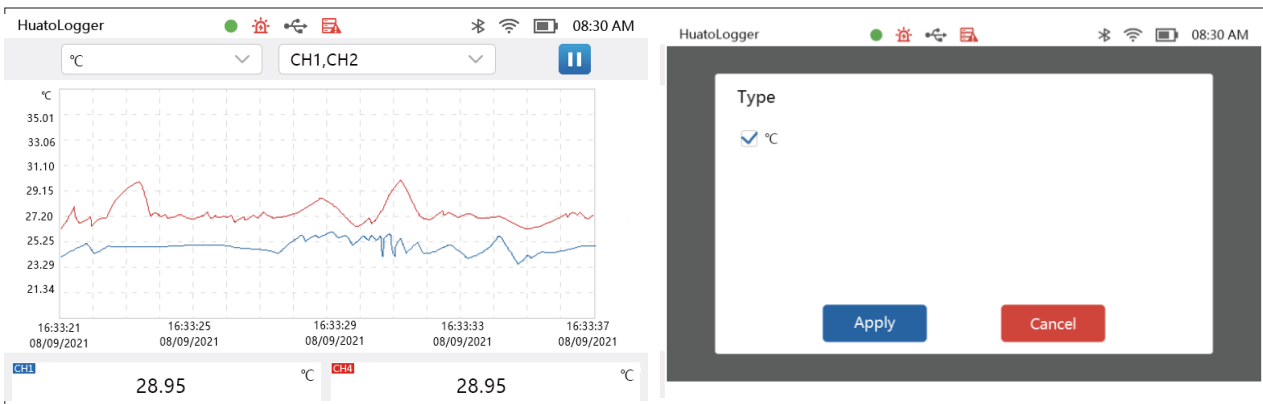 HuatoLogger 08:30 AM
℃ CH1,CH2
℃
35.01
33.06
31.10
29.15
27.20
25.25
23.29
21.34
16:33:21 16:33:25 16:33:29 16:33:33 16:33:37
08/09/2021 08/09/2021 08/09/2021 08/09/2021 08/09/2021
CH1 28.95 ℃ CH4 28.95 ℃
HuatoLogger 08:30 AM
Type
℃
Apply Cancel